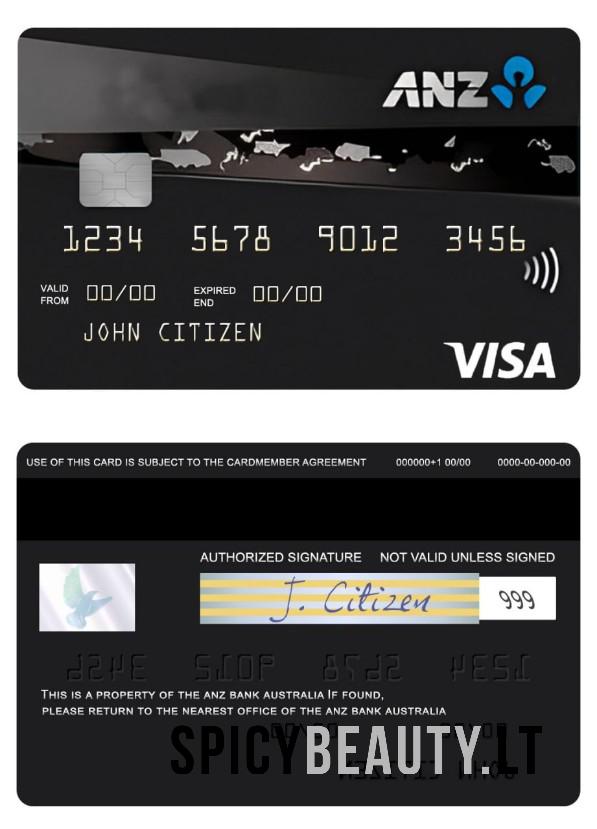 ANZ
1234 5678 9012 3456
VALID FROM 00/00 EXPIRED END 00/00
JOHN CITIZEN
VISA
USE OF THIS CARD IS SUBJECT TO THE CARDMEMBER AGREEMENT 000000+1 00/00 0000-00-000-00
AUTHORIZED SIGNATURE NOT VALID UNLESS SIGNED
J. Citizen 999
THIS IS A PROPERTY OF THE ANZ BANK AUSTRALIA IF FOUND,
PLEASE RETURN TO THE NEAREST OFFICE OF THE ANZ BANK AUSTRALIA
SPICYBEAUTY.LT